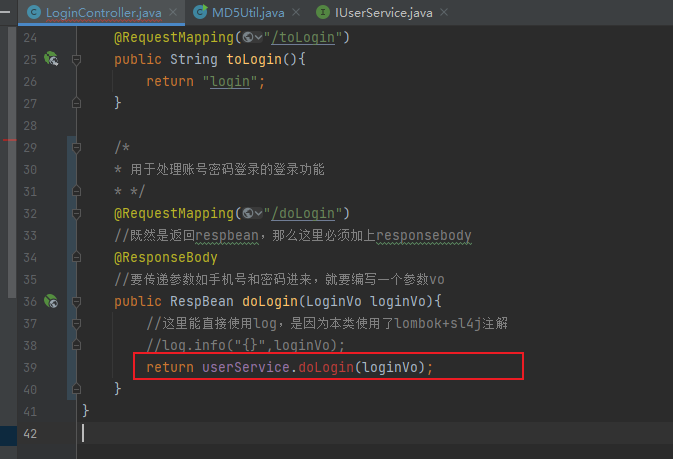 LoginController.java × MD5Util.java × IUserService.java ×
24 @RequestMapping("/toLogin")
25 public String toLogin(){
26 return "login";
27 }
28
29 /*
30 * 用于处理账号密码登录的登录功能
31 * */
32 @RequestMapping("/doLogin")
33 //既然是返回respbean，那么这里必须加上responsebody
34 @ResponseBody
35 //要传递参数如手机号和密码进来，就要编写一个参数vo
36 public RespBean doLogin(LoginVo loginVo){
37 //这里能直接使用log，是因为本类使用了lombok+sl4j注解
38 //log.info("{}",loginVo);
39 return userService.doLogin(loginVo);
40 }
41 }
42